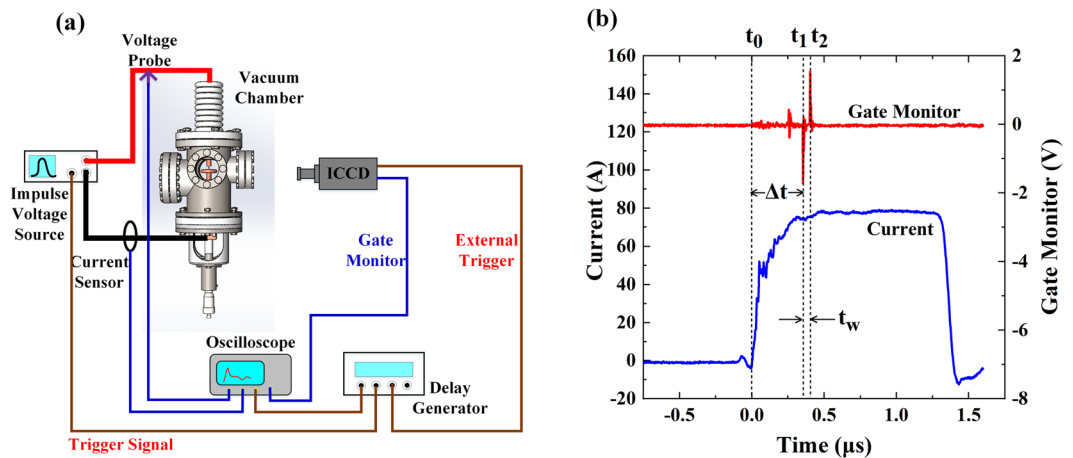 (a)
Voltage
Probe
Vacuum
Chamber
ICCD
Impulse
Voltage
Source
Current
Sensor
Gate
Monitor
External
Trigger
Oscilloscope
Delay
Generator
Trigger Signal
(b)
t0 t1 t2
160
140
120
100
80
60
40
20
0
-20
Current (A)
Gate Monitor
Δt
Current
tw
2
0
-2
-4
-6
-8
Gate Monitor (V)
-0.5 0.0 0.5 1.0 1.5
Time (μs)